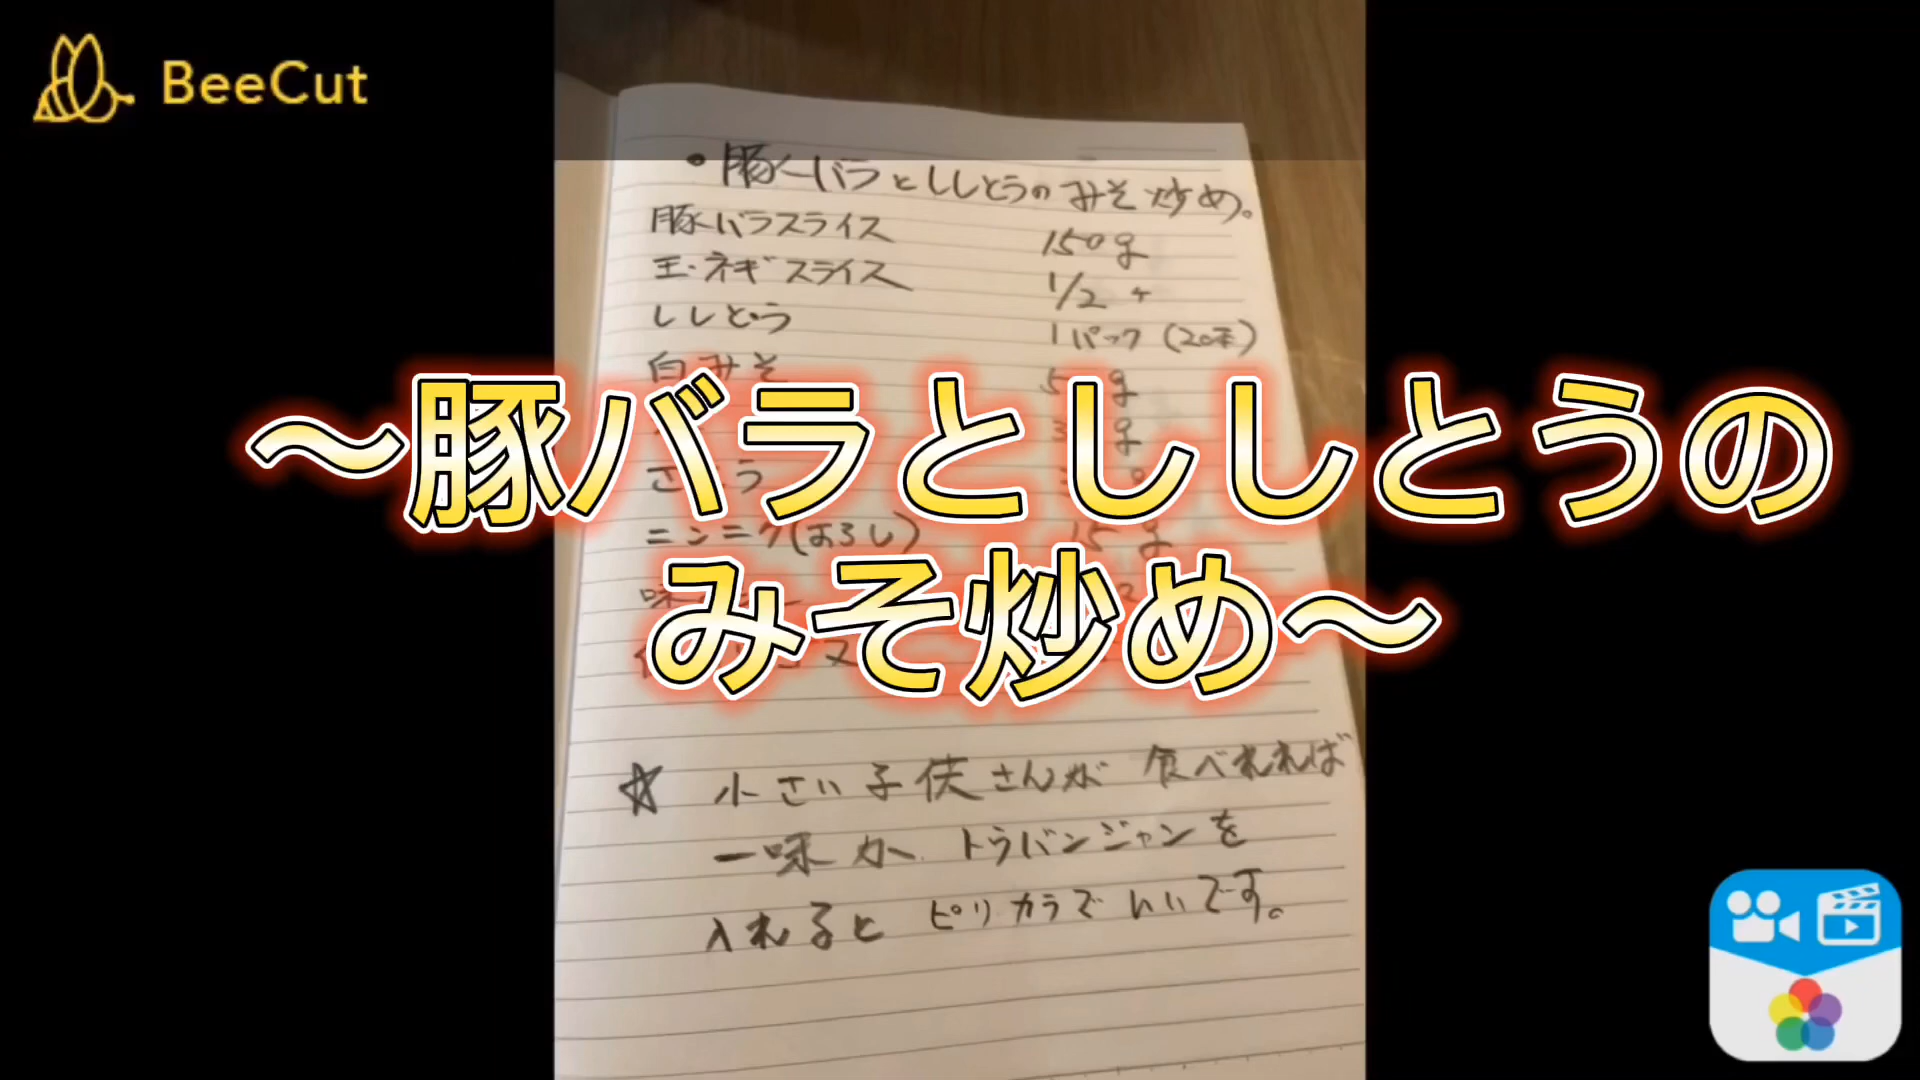 BeeCut
・豚バラとししとうのみそ炒め。
豚バラスライス 150g
玉ネギスライス 1/2ヶ
ししとう 1パック (20本)
白みそ
～豚バラとししとうの
ニンニク(おろし) 15g
みそ炒め～
☆ 小さい子供さんが 食べれれば
一味か トウバンジャンを
入れると ピリカラでいいです。